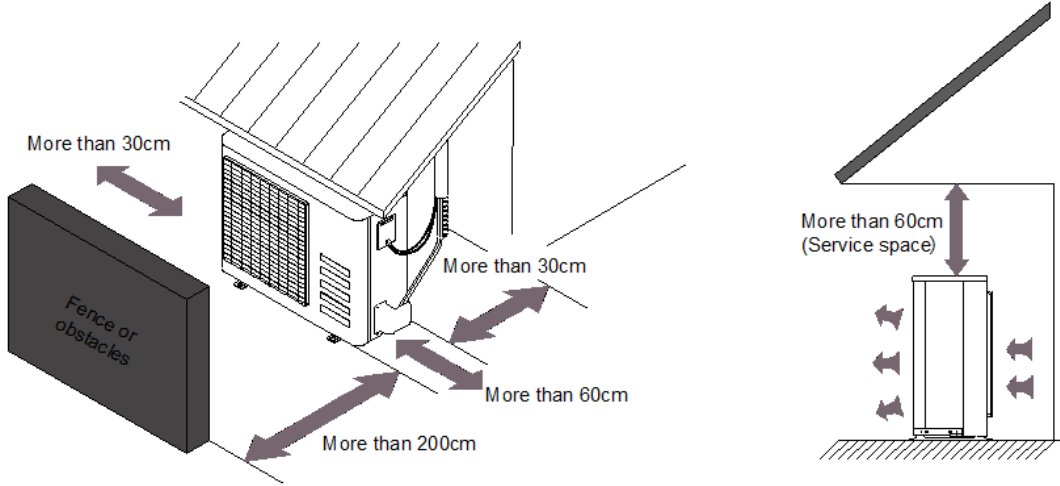 More than 30cm
Fence or
obstacles
More than 30cm
More than 60cm
More than 200cm
More than 60cm
(Service space)